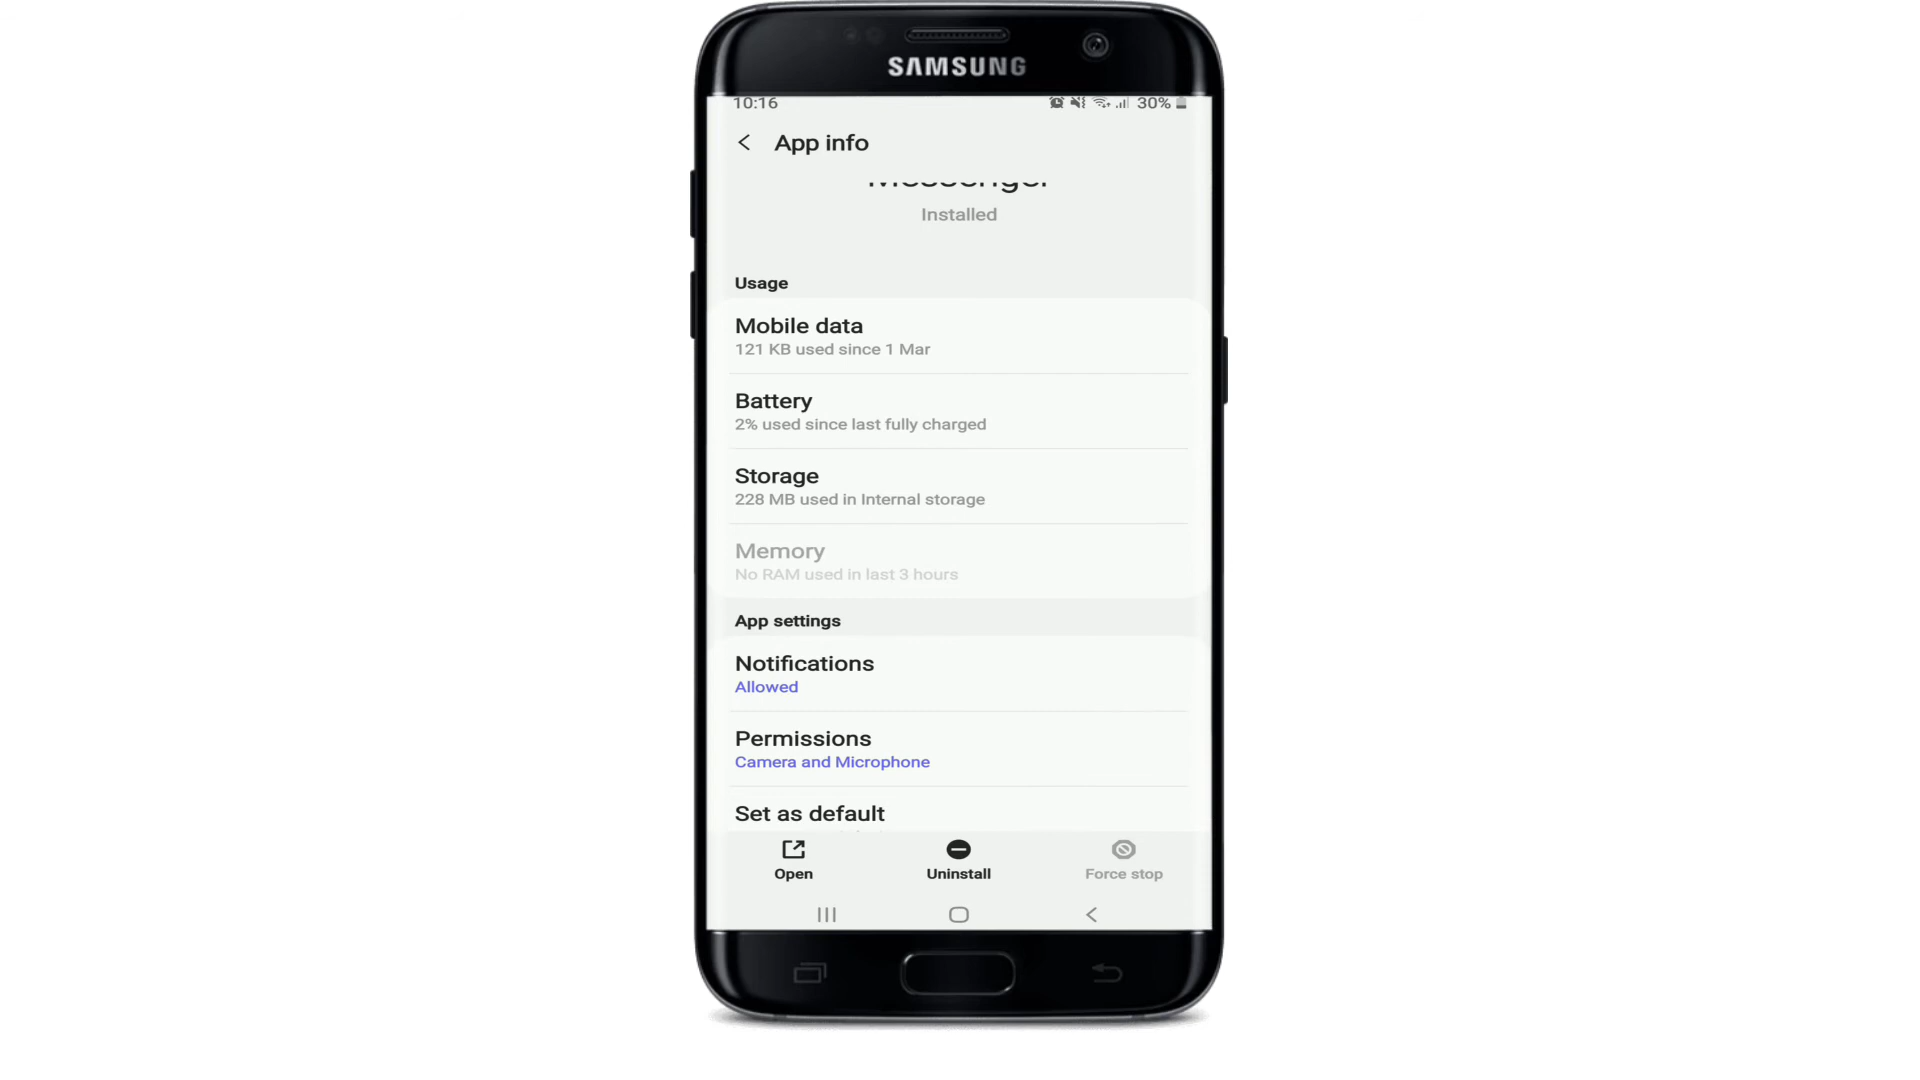 SAMSUNG
10:16
30%
App info
Messenger
Installed
Usage
Mobile data
121 KB used since 1 Mar
Battery
2% used since last fully charged
Storage
228 MB used in Internal storage
Memory
No RAM used in last 3 hours
App settings
Notifications
Allowed
Permissions
Camera and Microphone
Set as default
Open
Uninstall
Force stop